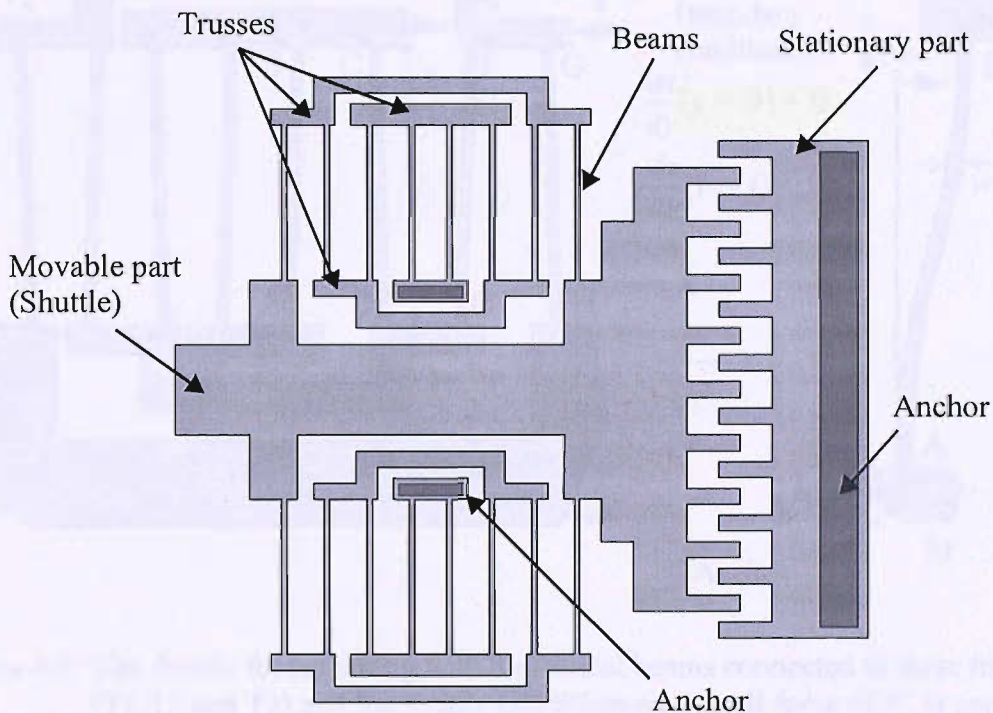 Trusses
Beams
Stationary part
Movable part
(Shuttle)
Anchor
Anchor